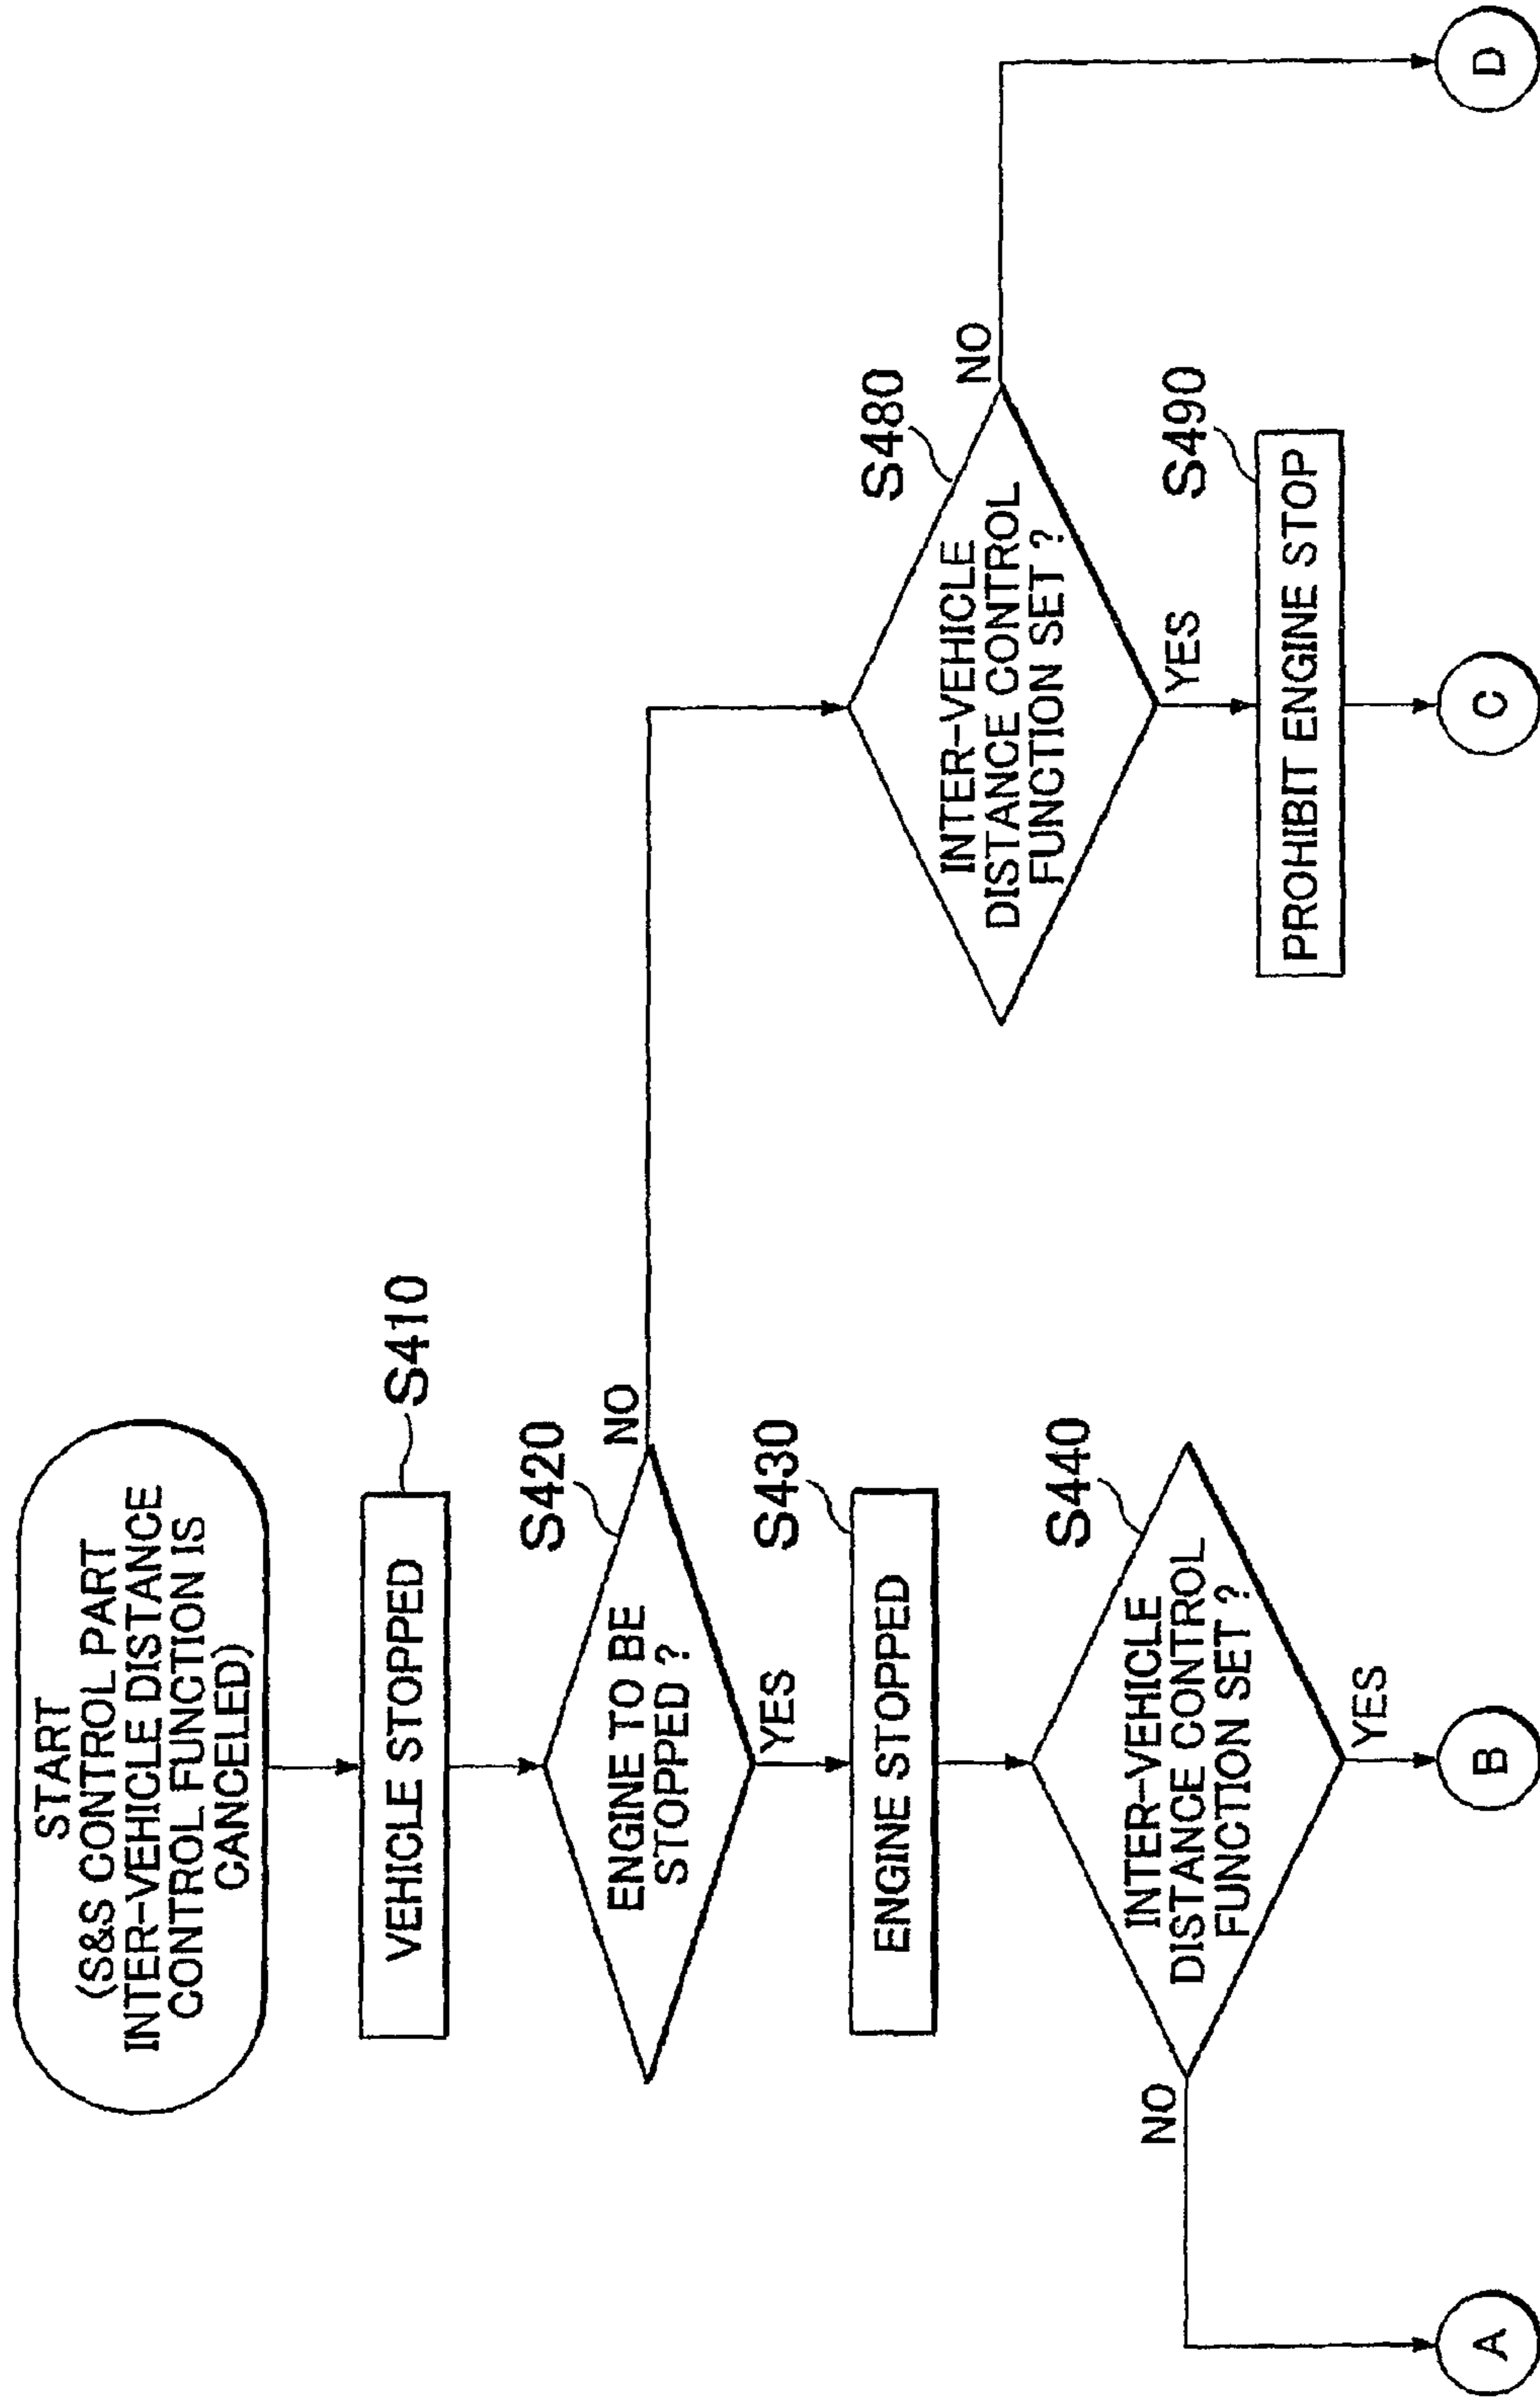 START
(S&S CONTROL PART
INTER-VEHICLE DISTANCE
CONTROL FUNCTION IS
CANCELED)
S410
VEHICLE STOPPED
S420
ENGINE TO BE
STOPPED ?
NO
YES
S430
ENGINE STOPPED
S440
INTER-VEHICLE
DISTANCE CONTROL
FUNCTION SET ?
NO
YES
A
B
S480
INTER-VEHICLE
DISTANCE CONTROL
FUNCTION SET ?
NO
YES
S490
PROHIBIT ENGINE STOP
C
D